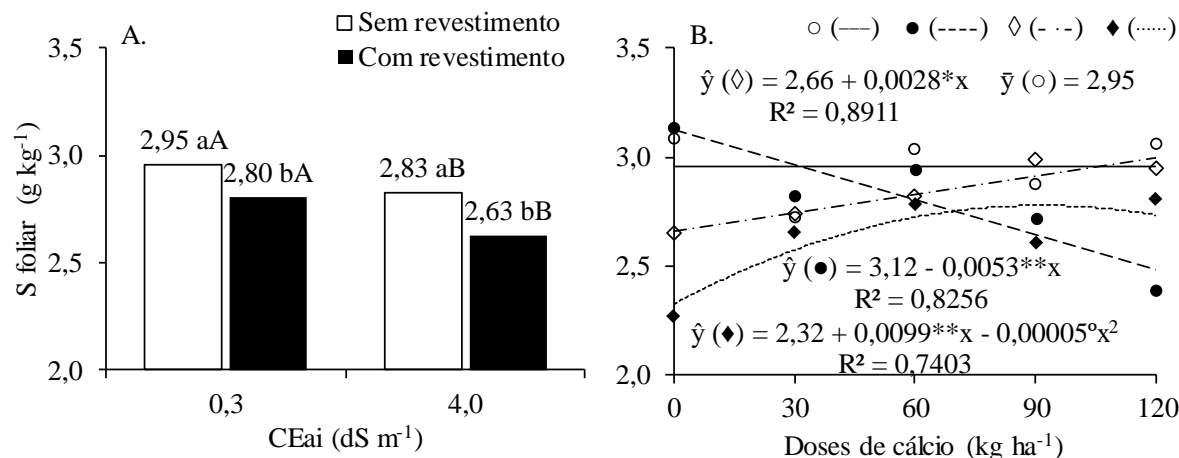 A.
Sem revestimento
Com revestimento
S foliar (g kg⁻¹)
3,5
3,0
2,5
2,0
2,95 aA
2,80 bA
2,83 aB
2,63 bB
0,3
4,0
CEai (dS m⁻¹)
B.
○ (—) ● (----) ◊ (- · -) ♦ (······)
ŷ (◊) = 2,66 + 0,0028*x ȳ (○) = 2,95
R² = 0,8911
ŷ (●) = 3,12 - 0,0053**x
R² = 0,8256
ŷ (♦) = 2,32 + 0,0099**x - 0,00005ºx²
R² = 0,7403
3,5
3,0
2,5
2,0
0 30 60 90 120
Doses de cálcio (kg ha⁻¹)